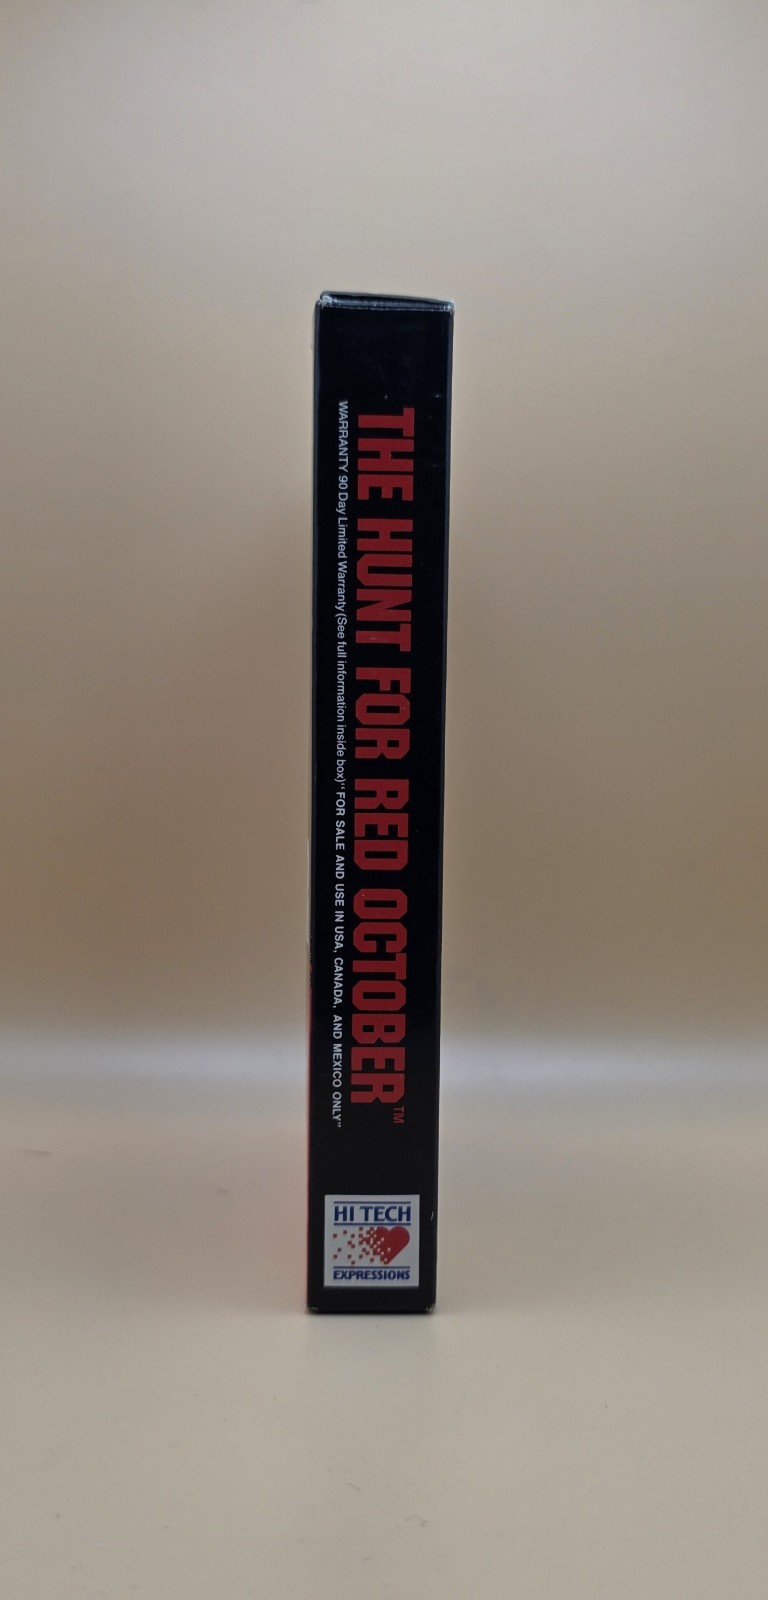 THE HUNT FOR RED OCTOBER™
WARRANTY 90 Day Limited Warranty (See full information inside box)“ FOR SALE AND USE IN USA, CANADA, AND MEXICO ONLY”
HI TECH
EXPRESSIONS